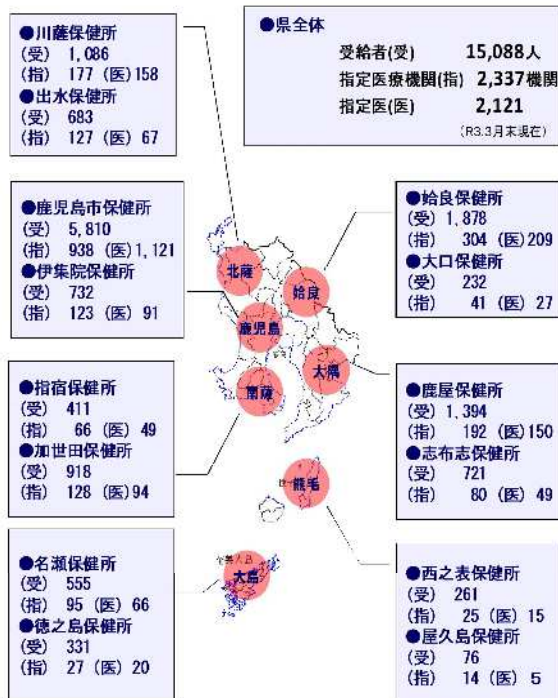 ●県全体
受給者(受) 15,088人
指定医療機関(指) 2,337機関
指定医(医) 2,121
(R3.3月末現在)
●川薩保健所
(受) 1,086
(指) 177 (医)158
●出水保健所
(受) 683
(指) 127 (医) 67
●鹿児島市保健所
(受) 5,810
(指) 938 (医)1,121
●伊集院保健所
(受) 732
(指) 123 (医) 91
●指宿保健所
(受) 411
(指) 66 (医) 49
●加世田保健所
(受) 918
(指) 128 (医)94
●名瀬保健所
(受) 555
(指) 95 (医) 66
●徳之島保健所
(受) 331
(指) 27 (医) 20
北薩
姶良
鹿児島
大隅
南薩
熊毛
大島
●姶良保健所
(受) 1,878
(指) 304 (医)209
●大口保健所
(受) 232
(指) 41 (医) 27
●鹿屋保健所
(受) 1,394
(指) 192 (医)150
●志布志保健所
(受) 721
(指) 80 (医) 49
●西之表保健所
(受) 261
(指) 25 (医) 15
●屋久島保健所
(受) 76
(指) 14 (医) 5